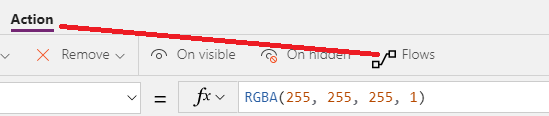 Action
Remove On visible On hidden Flows
= fx RGBA(255, 255, 255, 1)